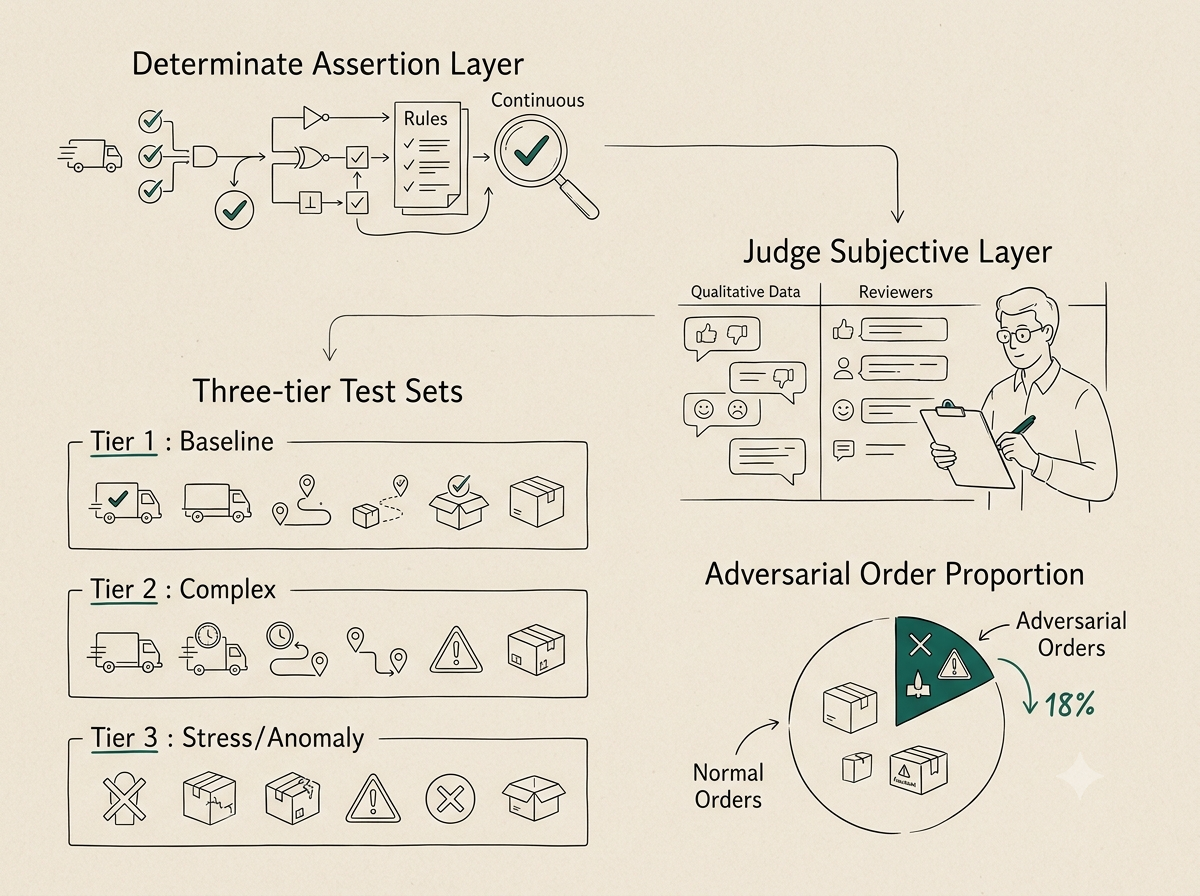 Determinate Assertion Layer
Continuous
Rules
Judge Subjective Layer
Qualitative Data
Reviewers
Three-tier Test Sets
Tier 1 : Baseline
Tier 2 : Complex
Tier 3 : Stress/Anomaly
Adversarial Order Proportion
Adversarial
Orders
18%
Normal
Orders